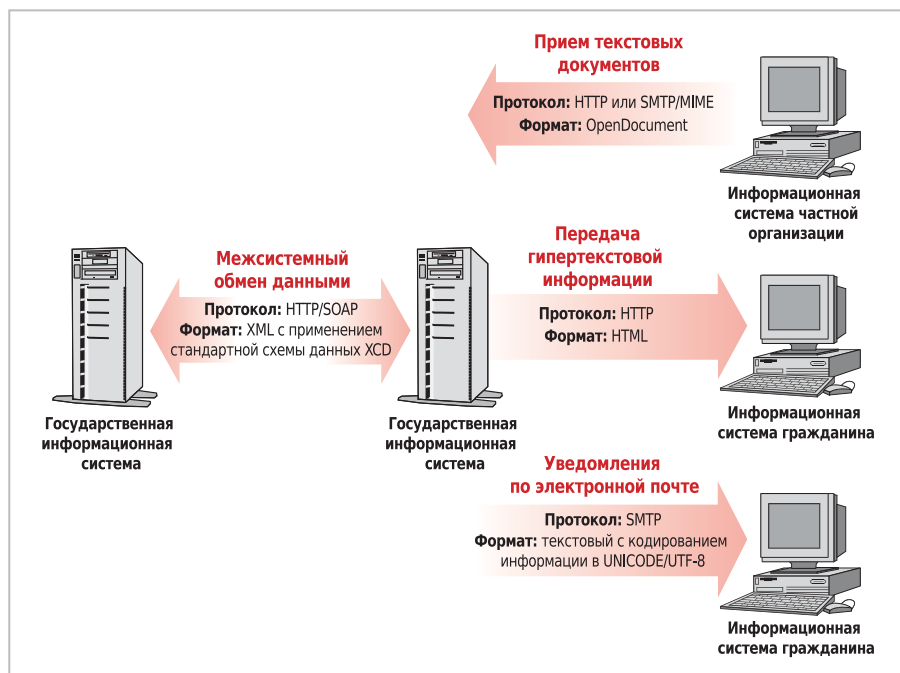 Прием текстовых
документов
Протокол: HTTP или SMTP/MIME
Формат: OpenDocument
Информационная
система частной
организации
Межсистемный
обмен данными
Протокол: HTTP/SOAP
Формат: XML с применением
стандартной схемы данных XCD
Государственная
информационная
система
Государственная
информационная
система
Передача
гипертекстовой
информации
Протокол: HTTP
Формат: HTML
Информационная
система гражданина
Уведомления
по электронной почте
Протокол: SMTP
Формат: текстовый с кодированием
информации в UNICODE/UTF-8
Информационная
система гражданина